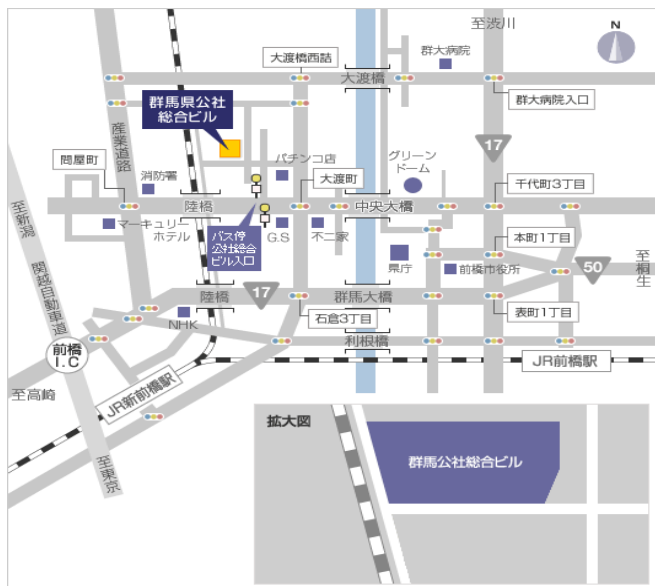 至渋川
N
大渡橋西詰
群大病院
大渡橋
群馬県公社
総合ビル
群大病院入口
産業道路
17
問屋町
消防署
パチンコ店
大渡町
グリーン
ドーム
千代町3丁目
至新潟
陸橋
中央大橋
マーキュリー
ホテル
バス停
公社総合
ビル入口
G.S
不二家
県庁
前橋市役所
本町1丁目
至桐生
50
関越自動車道
陸橋
17
群馬大橋
NHK
石倉3丁目
表町1丁目
前橋
I.C
利根橋
JR前橋駅
至高崎
JR新前橋駅
至東京
拡大図
群馬公社総合ビル